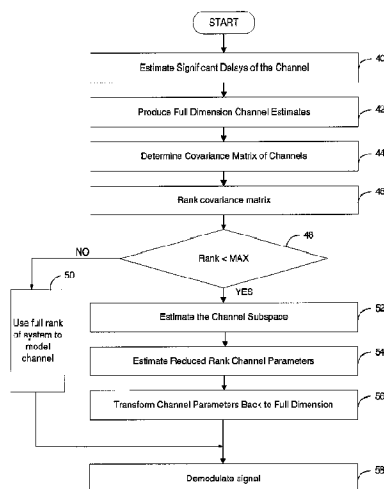 START
Estimate Significant Delays of the Channel
40
Produce Full Dimension Channel Estimates
42
Determine Covariance Matrix of Channels
44
Rank covariance matrix
46
48
Rank < MAX
NO
YES
50
Use full rank
of system to
model
channel
Estimate the Channel Subspace
52
Estimate Reduced Rank Channel Parameters
54
Transform Channel Parameters Back to Full Dimension
56
Demodulate signal
58